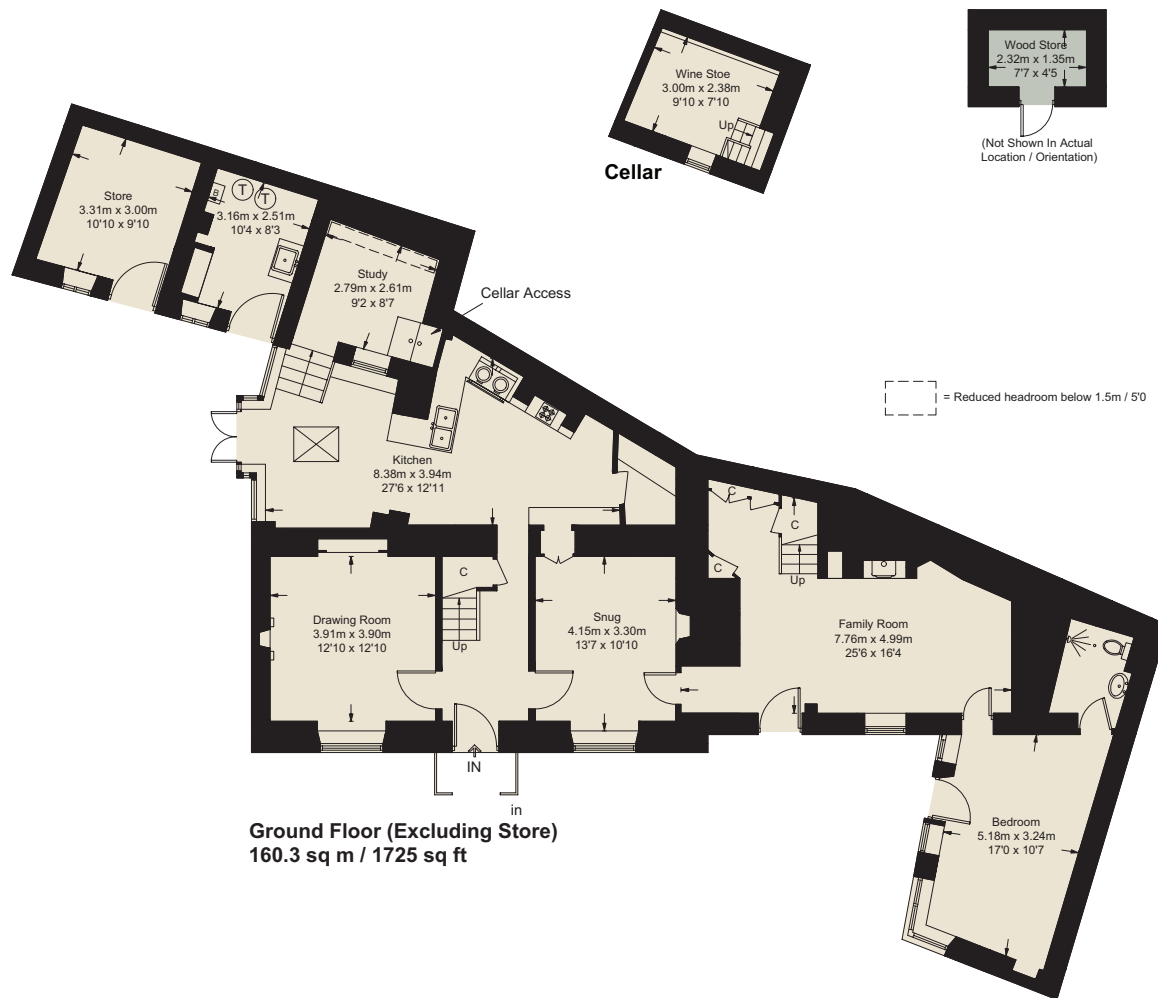 Wine Stoe
3.00m x 2.38m
9'10 x 7'10
Up
Cellar
Wood Store
2.32m x 1.35m
7'7 x 4'5
(Not Shown In Actual
Location / Orientation)
Store
3.31m x 3.00m
10'10 x 9'10
B
T
T
3.16m x 2.51m
10'4 x 8'3
Study
2.79m x 2.61m
9'2 x 8'7
Cellar Access
= Reduced headroom below 1.5m / 5'0
Kitchen
8.38m x 3.94m
27'6 x 12'11
C
C
C
Up
Drawing Room
3.91m x 3.90m
12'10 x 12'10
C
Up
Snug
4.15m x 3.30m
13'7 x 10'10
Family Room
7.76m x 4.99m
25'6 x 16'4
IN
in
Bedroom
5.18m x 3.24m
17'0 x 10'7
Ground Floor (Excluding Store)
160.3 sq m / 1725 sq ft